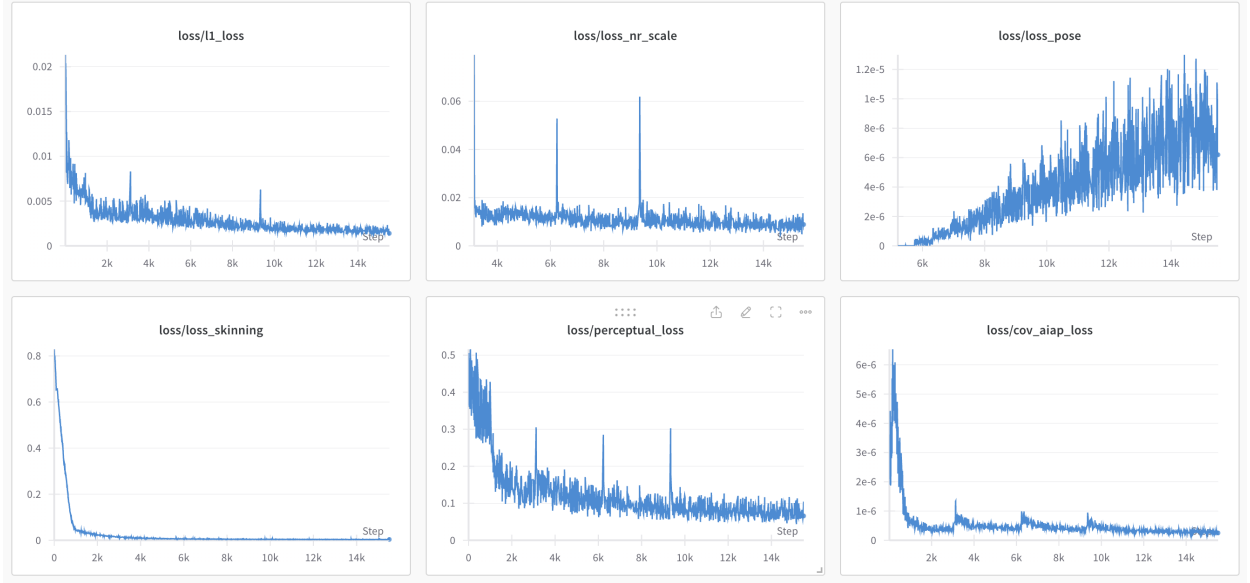 loss/l1_loss
0.02
0.015
0.01
0.005
0
2k 4k 6k 8k 10k 12k 14k
Step
loss/loss_nr_scale
0.06
0.04
0.02
0
4k 6k 8k 10k 12k 14k
Step
loss/loss_pose
1.2e-5
1e-5
8e-6
6e-6
4e-6
2e-6
0
6k 8k 10k 12k 14k
Step
loss/loss_skinning
0.8
0.6
0.4
0.2
0
0 2k 4k 6k 8k 10k 12k 14k
Step
loss/perceptual_loss
0.5
0.4
0.3
0.2
0.1
0
0 2k 4k 6k 8k 10k 12k 14k
Step
loss/cov_aiap_loss
6e-6
5e-6
4e-6
3e-6
2e-6
1e-6
0
2k 4k 6k 8k 10k 12k 14k
Step